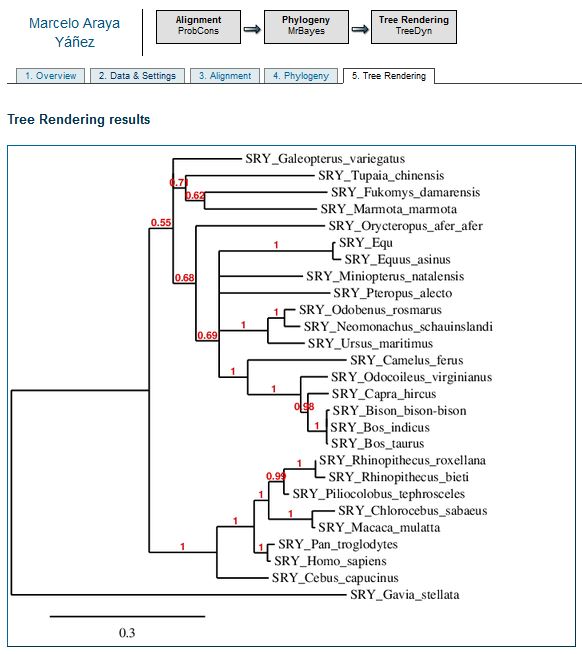 Marcelo Araya
Yáñez
Alignment
ProbCons
Phylogeny
MrBayes
Tree Rendering
TreeDyn
1. Overview
2. Data & Settings
3. Alignment
4. Phylogeny
5. Tree Rendering
Tree Rendering results
SRY_Galeopterus_variegatus
0.71
SRY_Tupaia_chinensis
0.62
SRY_Fukomys_damarensis
SRY_Marmota_marmota
0.55
SRY_Orycteropus_afer_afer
1
SRY_Equ
SRY_Equus_asinus
0.68
SRY_Miniopterus_natalensis
SRY_Pteropus_alecto
1
SRY_Odobenus_rosmarus
1
SRY_Neomonachus_schauinslandi
0.69
SRY_Ursus_maritimus
SRY_Camelus_ferus
1
SRY_Odocoileus_virginianus
1
SRY_Capra_hircus
0.98
SRY_Bison_bison-bison
1
SRY_Bos_indicus
SRY_Bos_taurus
1
SRY_Rhinopithecus_roxellana
0.99
SRY_Rhinopithecus_bieti
1
SRY_Piliocolobus_tephrosceles
1
SRY_Chlorocebus_sabaeus
1
SRY_Macaca_mulatta
1
SRY_Pan_troglodytes
1
SRY_Homo_sapiens
SRY_Cebus_capucinus
SRY_Gavia_stellata
0.3